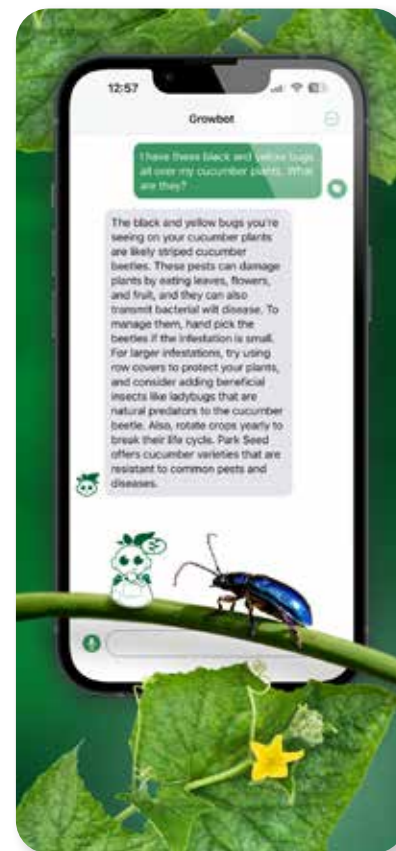 12:57
Growbot
I have these black and yellow bugs
all over my cucumber plants. What
are they?
The black and yellow bugs you're
seeing on your cucumber plants
are likely striped cucumber
beetles. These pests can damage
plants by eating leaves, flowers,
and fruit, and they can also
transmit bacterial wilt disease. To
manage them, hand pick the
beetles if the infestation is small.
For larger infestations, try using
row covers to protect your plants,
and consider adding beneficial
insects like ladybugs that are
natural predators to the cucumber
beetle. Also, rotate crops yearly to
break their life cycle. Park Seed
offers cucumber varieties that are
resistant to common pests and
diseases.